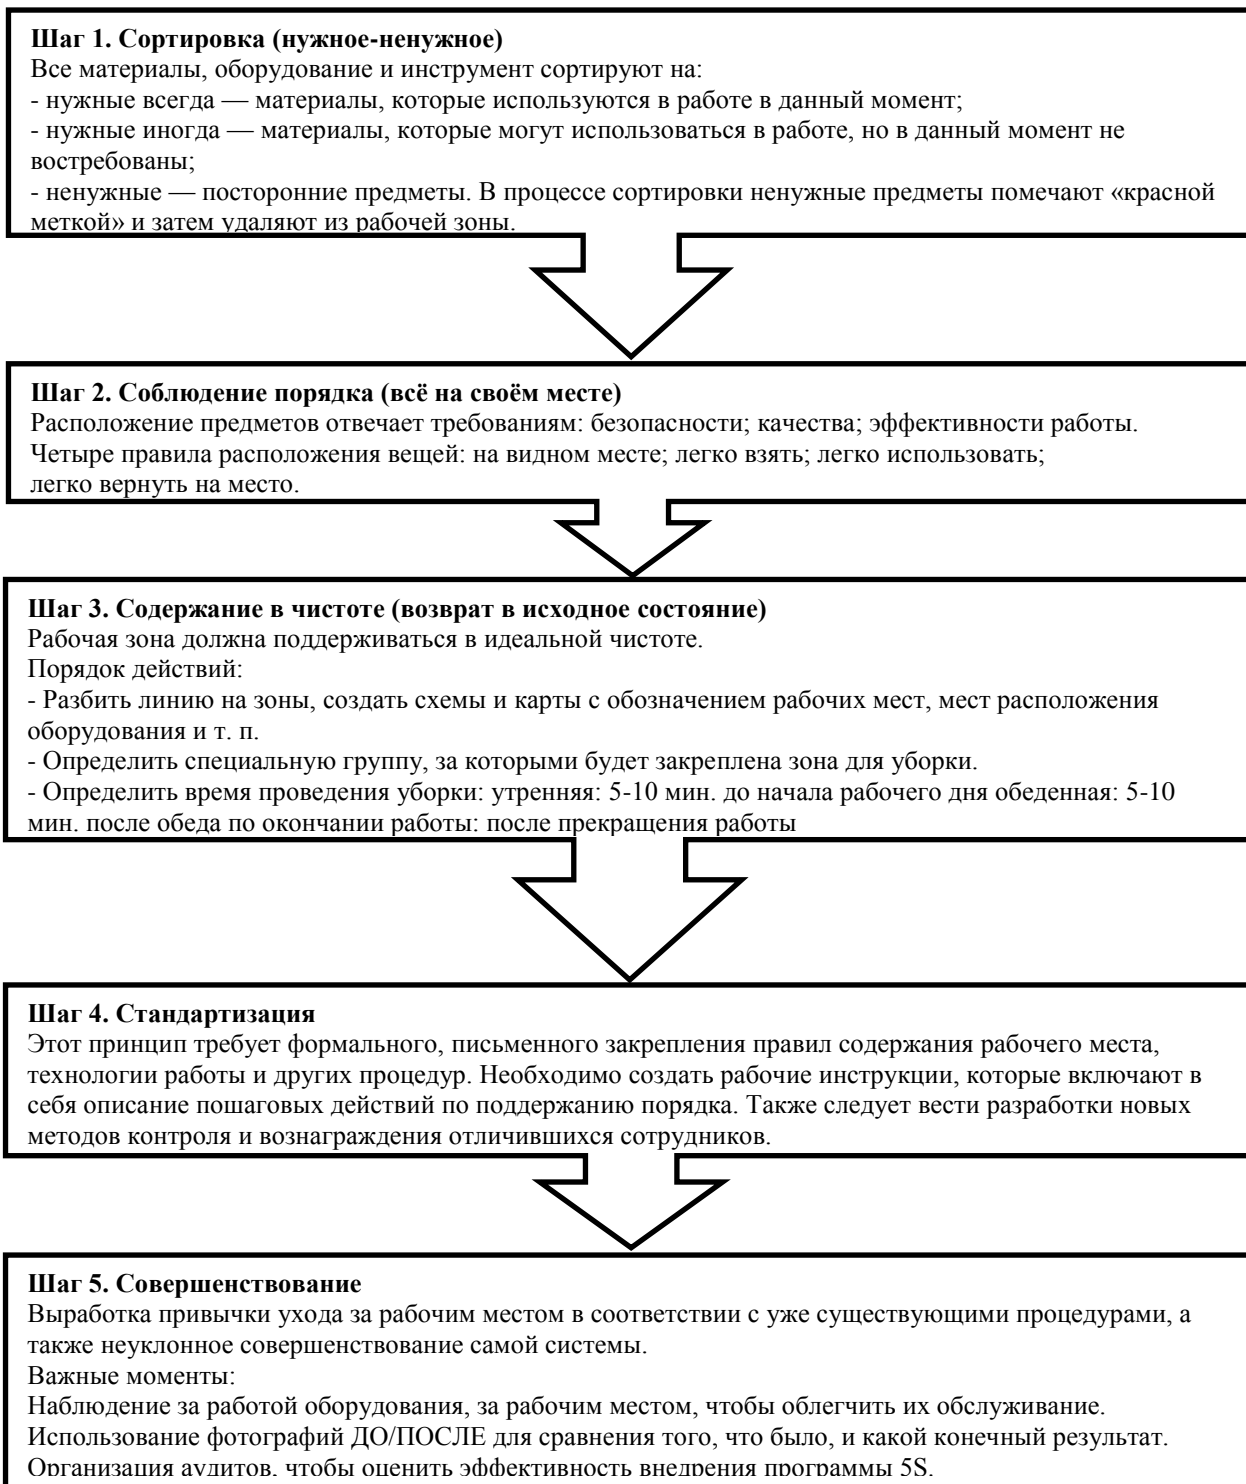 Шаг 1. Сортировка (нужное-ненужное)
Все материалы, оборудование и инструмент сортируют на:
- нужные всегда — материалы, которые используются в работе в данный момент;
- нужные иногда — материалы, которые могут использоваться в работе, но в данный момент не
востребованы;
- ненужные — посторонние предметы. В процессе сортировки ненужные предметы помечают «красной
меткой» и затем удаляют из рабочей зоны.
Шаг 2. Соблюдение порядка (всё на своём месте)
Расположение предметов отвечает требованиям: безопасности; качества; эффективности работы.
Четыре правила расположения вещей: на видном месте; легко взять; легко использовать;
легко вернуть на место.
Шаг 3. Содержание в чистоте (возврат в исходное состояние)
Рабочая зона должна поддерживаться в идеальной чистоте.
Порядок действий:
- Разбить линию на зоны, создать схемы и карты с обозначением рабочих мест, мест расположения
оборудования и т. п.
- Определить специальную группу, за которыми будет закреплена зона для уборки.
- Определить время проведения уборки: утренняя: 5-10 мин. до начала рабочего дня обеденная: 5-10
мин. после обеда по окончании работы: после прекращения работы
Шаг 4. Стандартизация
Этот принцип требует формального, письменного закрепления правил содержания рабочего места,
технологии работы и других процедур. Необходимо создать рабочие инструкции, которые включают в
себя описание пошаговых действий по поддержанию порядка. Также следует вести разработки новых
методов контроля и вознаграждения отличившихся сотрудников.
Шаг 5. Совершенствование
Выработка привычки ухода за рабочим местом в соответствии с уже существующими процедурами, а
также неуклонное совершенствование самой системы.
Важные моменты:
Наблюдение за работой оборудования, за рабочим местом, чтобы облегчить их обслуживание.
Использование фотографий ДО/ПОСЛЕ для сравнения того, что было, и какой конечный результат.
Организация аудитов, чтобы оценить эффективность внедрения программы 5S.